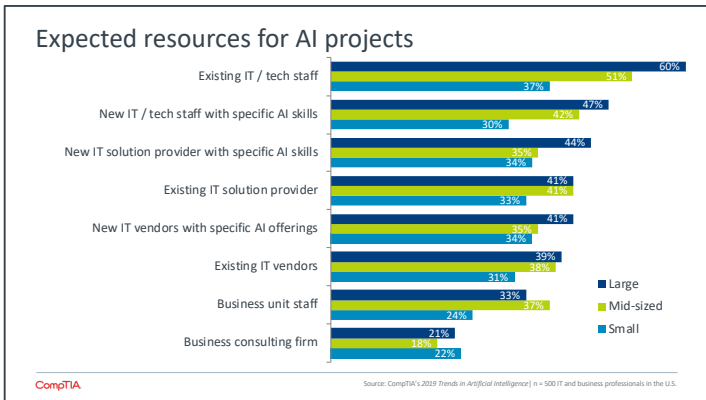 Expected resources for AI projects
Existing IT / tech staff
60%
51%
37%
New IT / tech staff with specific AI skills
47%
42%
30%
New IT solution provider with specific AI skills
44%
35%
34%
Existing IT solution provider
41%
41%
33%
New IT vendors with specific AI offerings
41%
35%
34%
Existing IT vendors
39%
38%
31%
Business unit staff
33%
37%
24%
Business consulting firm
21%
18%
22%
Large
Mid-sized
Small
CompTIA
Source: CompTIA's 2019 Trends in Artificial Intelligence| n = 500 IT and business professionals in the U.S.